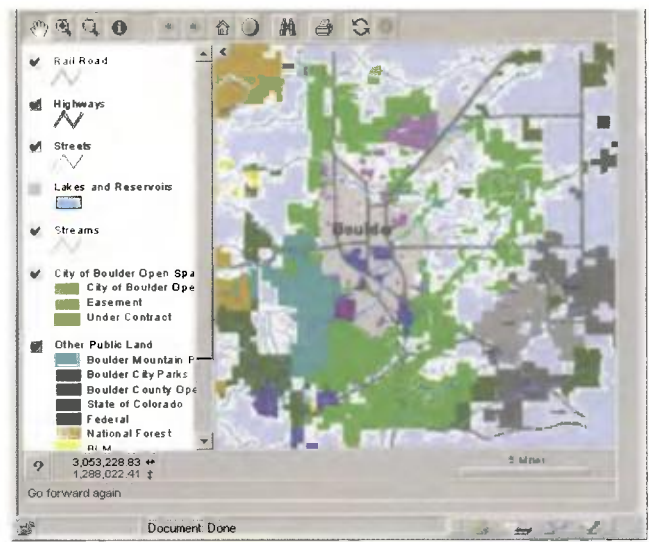 Rail Road
Highways
Streets
Lakes and Reservoirs
Streams
City of Boulder Open Spa
City of Boulder Ope
Easement
Under Contract
Other Public Land
Boulder Mountain P
Boulder City Parks
Boulder County Ope
State of Colorado
Federal
National Forest
BLM
Boulder
? 3,053,228.83
1,288,022.41
Go forward again
Document: Done